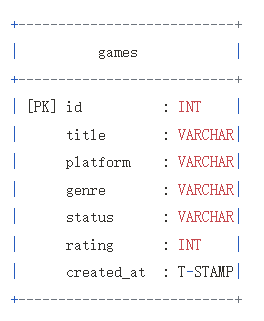 +----------------------+
| games |
+----------------------+
| [PK] id : INT |
| title : VARCHAR|
| platform : VARCHAR|
| genre : VARCHAR|
| status : VARCHAR|
| rating : INT |
| created_at : T-STAMP|
+----------------------+